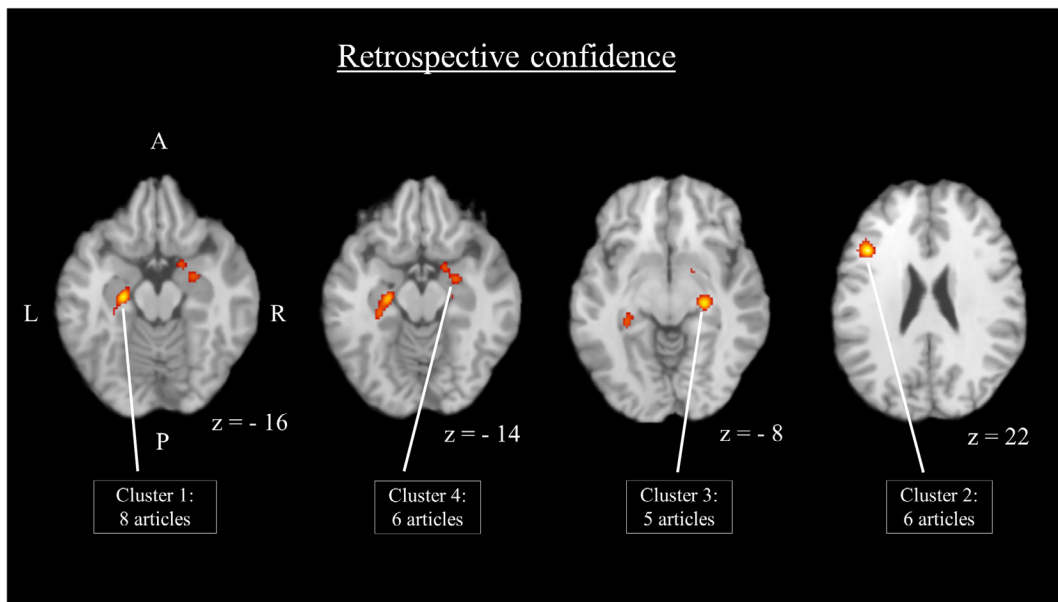 Retrospective confidence
A
L
R
P
z = - 16
z = - 14
z = - 8
z = 22
Cluster 1:
8 articles
Cluster 4:
6 articles
Cluster 3:
5 articles
Cluster 2:
6 articles